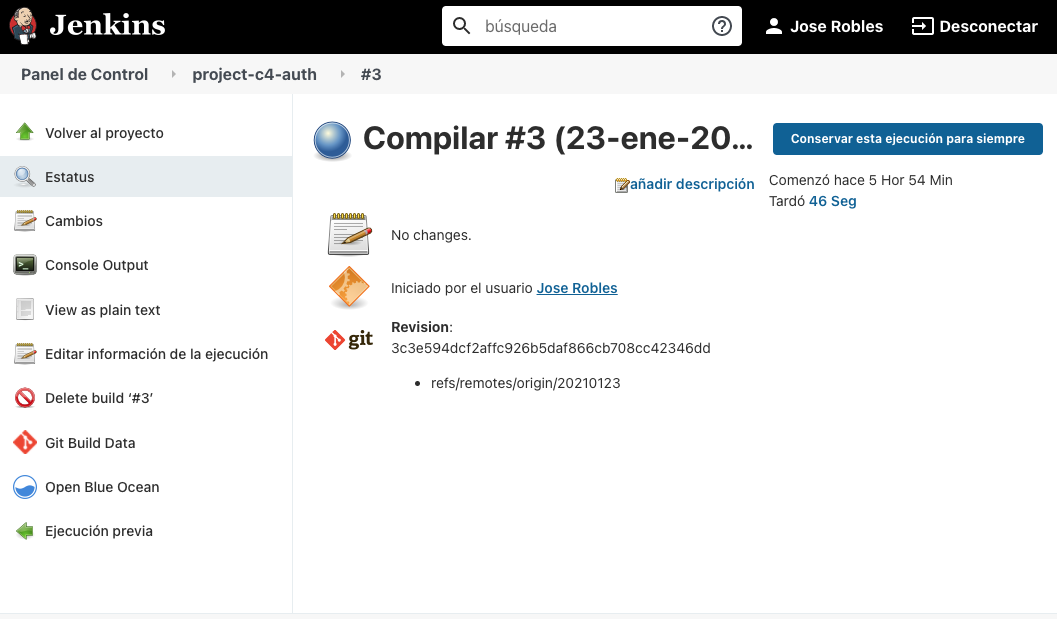 Jenkins
búsqueda
Jose Robles
Desconectar
Panel de Control
project-c4-auth
#3
Volver al proyecto
Estatus
Cambios
Console Output
View as plain text
Editar información de la ejecución
Delete build ‘#3’
Git Build Data
Open Blue Ocean
Ejecución previa
Compilar #3 (23-ene-20...
Conservar esta ejecución para siempre
añadir descripción
Comenzó hace 5 Hor 54 Min
Tardó 46 Seg
No changes.
Iniciado por el usuario Jose Robles
git
Revision:
3c3e594dcf2affc926b5daf866cb708cc42346dd
refs/remotes/origin/20210123